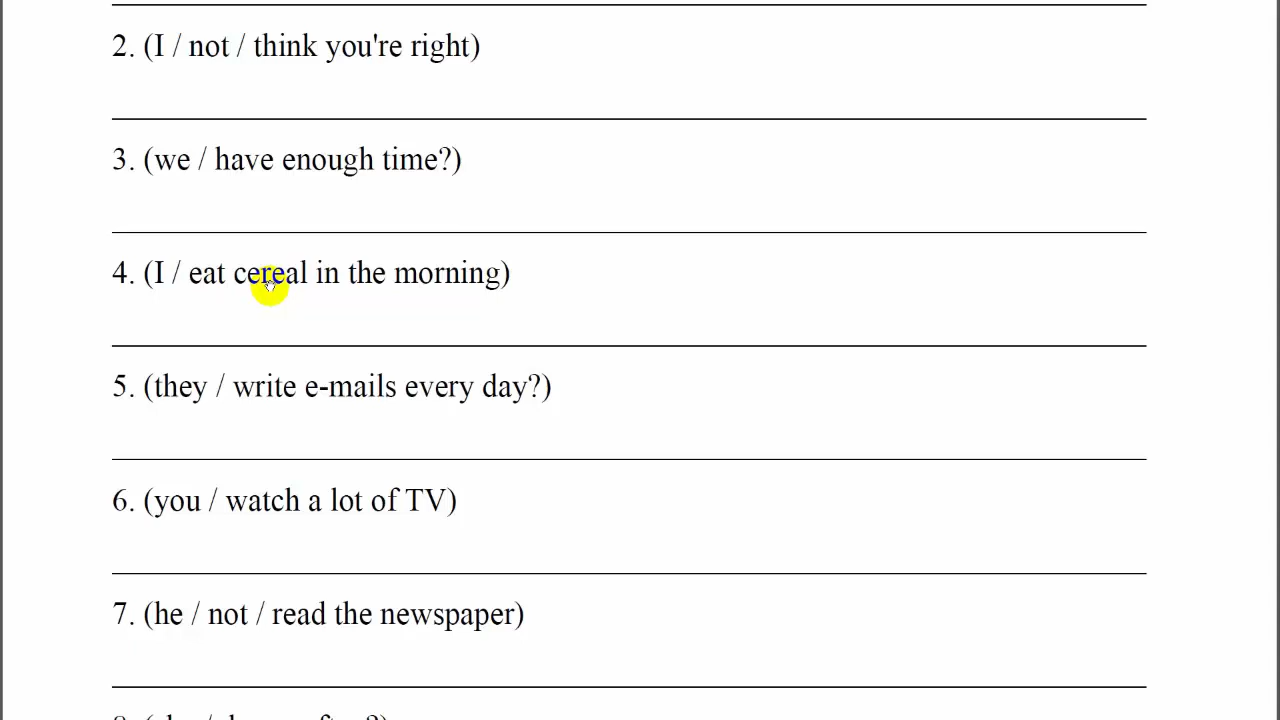 2. (I / not / think you're right)
3. (we / have enough time?)
4. (I / eat cereal in the morning)
5. (they / write e-mails every day?)
6. (you / watch a lot of TV)
7. (he / not / read the newspaper)